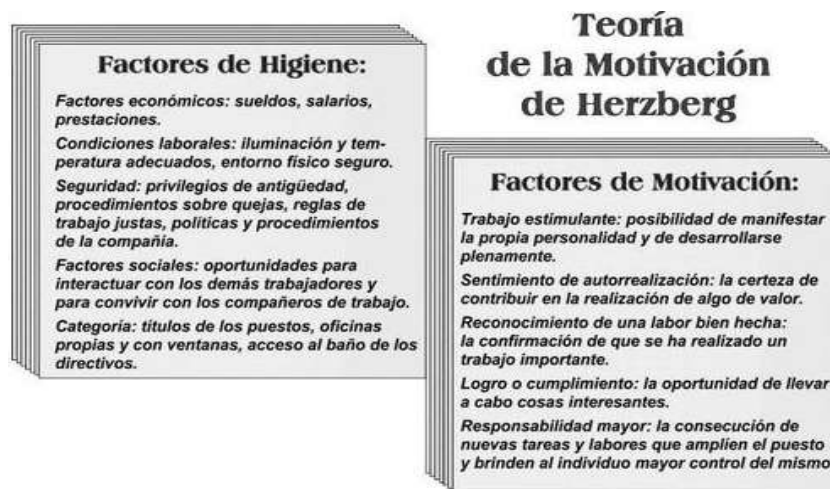 Teoría
de la Motivación
de Herzberg
Factores de Higiene:
Factores económicos: sueldos, salarios,
prestaciones.
Condiciones laborales: iluminación y tem-
peratura adecuados, entorno físico seguro.
Seguridad: privilegios de antigüedad,
procedimientos sobre quejas, reglas de
trabajo justas, políticas y procedimientos
de la compañía.
Factores sociales: oportunidades para
interactuar con los demás trabajadores y
para convivir con los compañeros de trabajo.
Categoría: títulos de los puestos, oficinas
propias y con ventanas, acceso al baño de los
directivos.
Factores de Motivación:
Trabajo estimulante: posibilidad de manifestar
la propia personalidad y de desarrollarse
plenamente.
Sentimiento de autorrealización: la certeza de
contribuir en la realización de algo de valor.
Reconocimiento de una labor bien hecha:
la confirmación de que se ha realizado un
trabajo importante.
Logro o cumplimiento: la oportunidad de llevar
a cabo cosas interesantes.
Responsabilidad mayor: la consecución de
nuevas tareas y labores que amplíen el puesto
y brinden al individuo mayor control del mismo